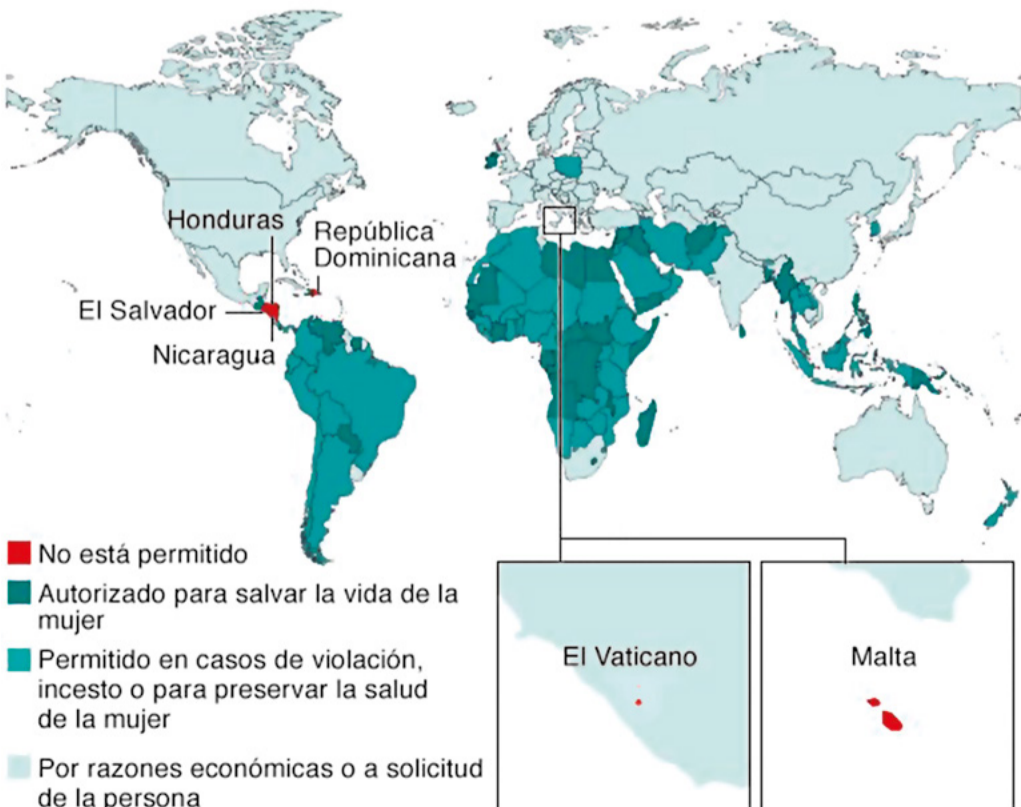 Honduras
República
Dominicana
El Salvador
Nicaragua
No está permitido
Autorizado para salvar la vida de la
mujer
Permitido en casos de violación,
incesto o para preservar la salud
de la mujer
Por razones económicas o a solicitud
de la persona
El Vaticano
Malta